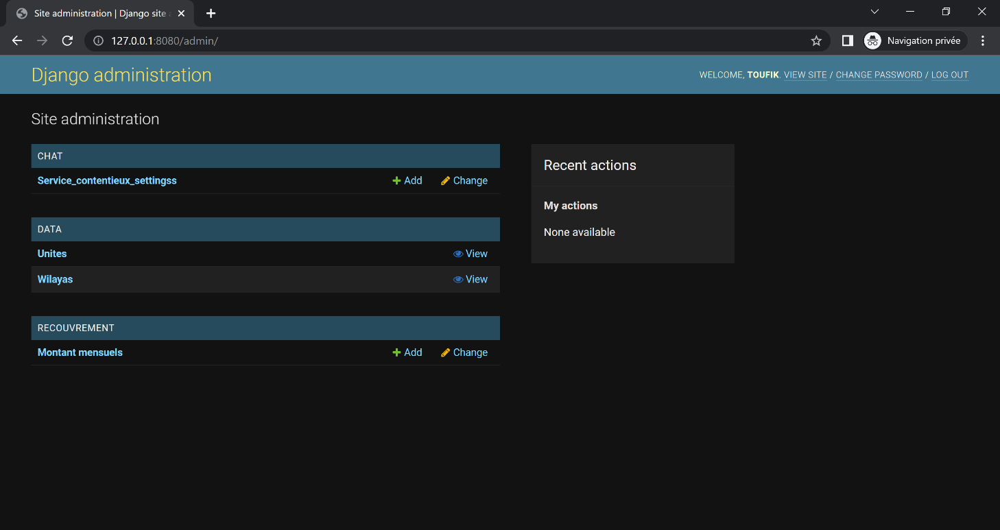 Site administration | Django site a
127.0.0.1:8080/admin/
Navigation privée
Django administration
WELCOME, TOUFIK. VIEW SITE / CHANGE PASSWORD / LOG OUT
Site administration
CHAT
Service_contentieux_settingss Add Change
DATA
Unites View
Wilayas View
RECOUVREMENT
Montant mensuels Add Change
Recent actions
My actions
None available